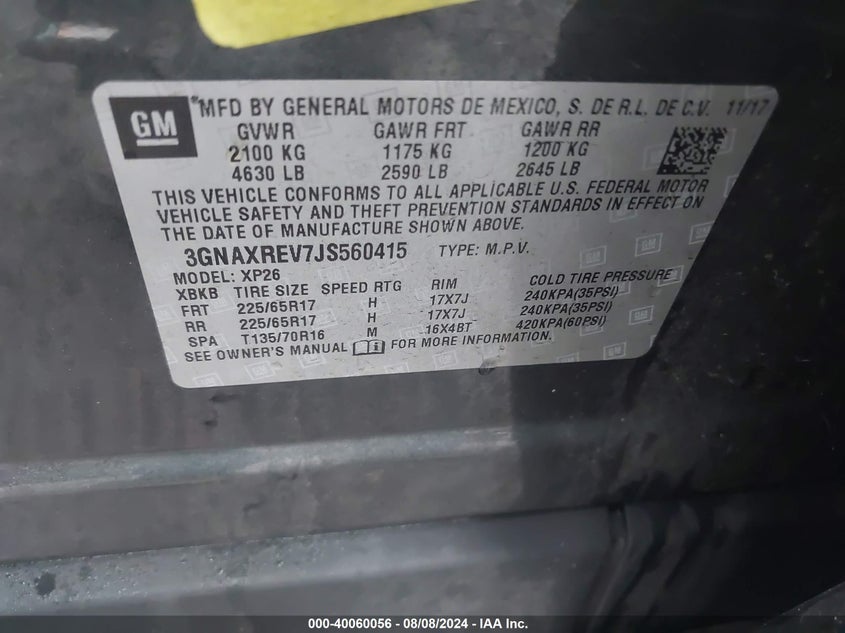 GM
*MFD BY GENERAL MOTORS DE MEXICO, S. DE R.L. DE C.V. 11/17
GVWR GAWR FRT GAWR RR
2100 KG 1175 KG 1200 KG
4630 LB 2590 LB 2645 LB
THIS VEHICLE CONFORMS TO ALL APPLICABLE U.S. FEDERAL MOTOR
VEHICLE SAFETY AND THEFT PREVENTION STANDARDS IN EFFECT ON
THE DATE OF MANUFACTURE SHOWN ABOVE.
3GNAXREV7JS560415 TYPE: M.P.V.
MODEL: XP26
XBKB TIRE SIZE SPEED RTG RIM COLD TIRE PRESSURE
FRT 225/65R17 H 17X7J 240KPA(35PSI)
RR 225/65R17 H 17X7J 240KPA(35PSI)
SPA T135/70R16 M 16X4BT 420KPA(60PSI)
SEE OWNER'S MANUAL FOR MORE INFORMATION.
000-40060056 - 08/08/2024 - IAA Inc.